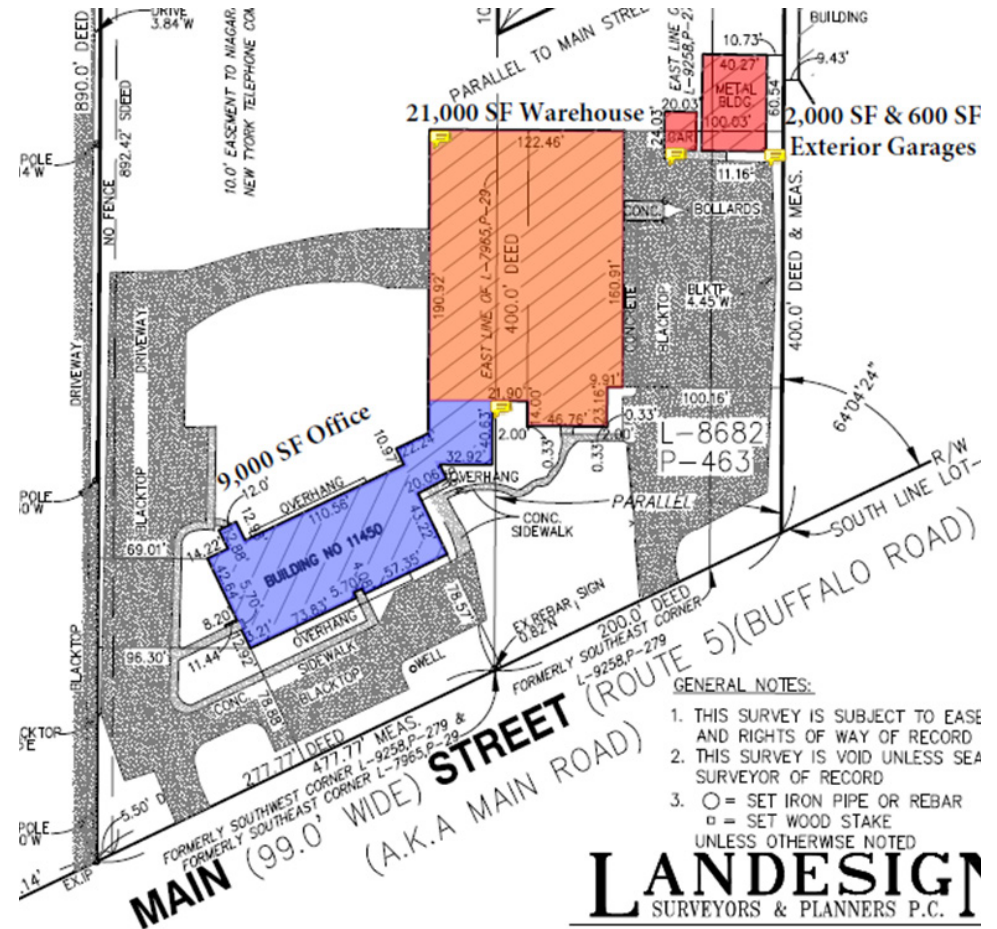 DRIVE
3.84'W
890.0' DEED
892.42' SDEED
10.0' EASEMENT TO NIAGAR
NEW TYORK TELEPHONE CO
10
PARALLEL TO MAIN STREE
EAST LINE
L-9258,P-2
BUILDING
10.73'
9.43'
40.27'
METAL
BLDG
60.54'
100.03'
20.03'
24.03'
GAR
21,000 SF Warehouse
2,000 SF & 600 SF
Exterior Garages
122.46'
11.16'
POLE
4'W
NO FENCE
CONC.
BOLLARDS
EAST LINE OF L-7965,P-29
400.0' DEED
190.92'
160.91'
CONCRETE
BLACKTOP
BLKTP
4.45'W
400.0' DEED & MEAS.
DRIVEWAY
BLACKTOP
DRIVEWAY
21.90'
14.00'
46.76'
23.16'
9.91'
0.33'
2.00'
0.33'
0.33'
2.00'
100.16'
64°04'24"
L-8682
P-463
9,000 SF Office
10.97'
22.24'
40.63'
32.92'
20.06'
OVERHANG
12.0'
OVERHANG
110.56'
43.22'
PARALLEL
R/W
SOUTH LINE LOT
CONC.
SIDEWALK
POLE
0'W
69.01'
14.22'
42.64'
5.70'
BUILDING NO 11450
57.35'
5.70'
73.83'
78.57'
8.20'
96.30'
11.44'
OVERHANG
SIDEWALK
BLACKTOP
CONC.
78.88'
WELL
BLACKTOP
EX.REBAR SIGN
0.82'N
200.0' DEED
FORMERLY SOUTHEAST CORNER
L-9258,P-279
277.77' DEED
477.77' MEAS.
FORMERLY SOUTHWEST CORNER L-9258,P-279 &
FORMERLY SOUTHEAST CORNER L-7965,P-29
5.50' D
POLE
0'W
.14'
EX.IP
MAIN (99.0' WIDE) STREET (ROUTE 5)(BUFFALO ROAD)
(A.K.A MAIN ROAD)
GENERAL NOTES:
1. THIS SURVEY IS SUBJECT TO EASE
AND RIGHTS OF WAY OF RECORD
2. THIS SURVEY IS VOID UNLESS SEA
SURVEYOR OF RECORD
3. O = SET IRON PIPE OR REBAR
□ = SET WOOD STAKE
UNLESS OTHERWISE NOTED
LANDESIGN
SURVEYORS & PLANNERS P.C.